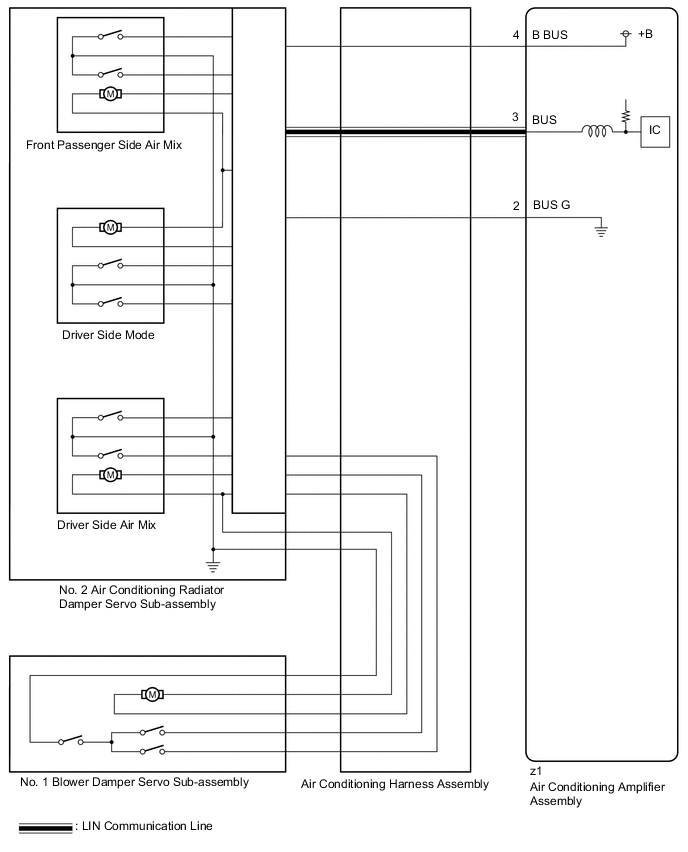 4 B BUS +B
3 BUS
IC
M
Front Passenger Side Air Mix
2 BUS G
M
Driver Side Mode
M
Driver Side Air Mix
No. 2 Air Conditioning Radiator
Damper Servo Sub-assembly
M
No. 1 Blower Damper Servo Sub-assembly
Air Conditioning Harness Assembly
z1
Air Conditioning Amplifier
Assembly
: LIN Communication Line